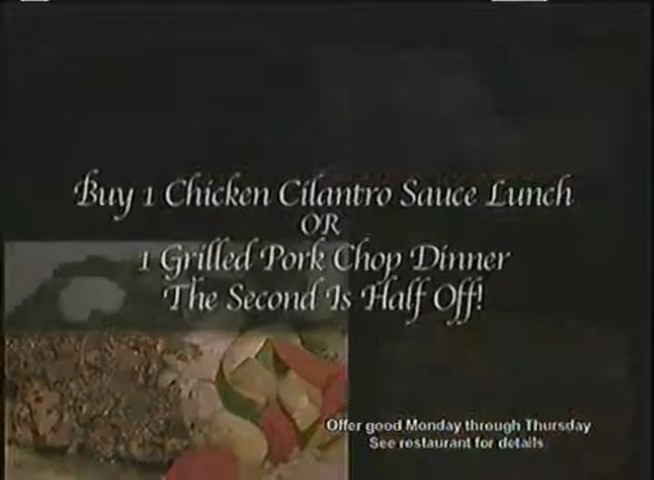 Buy 1 Chicken Cilantro Sauce Lunch
OR
1 Grilled Pork Chop Dinner
The Second Is Half Off!
Offer good Monday through Thursday
See restaurant for details